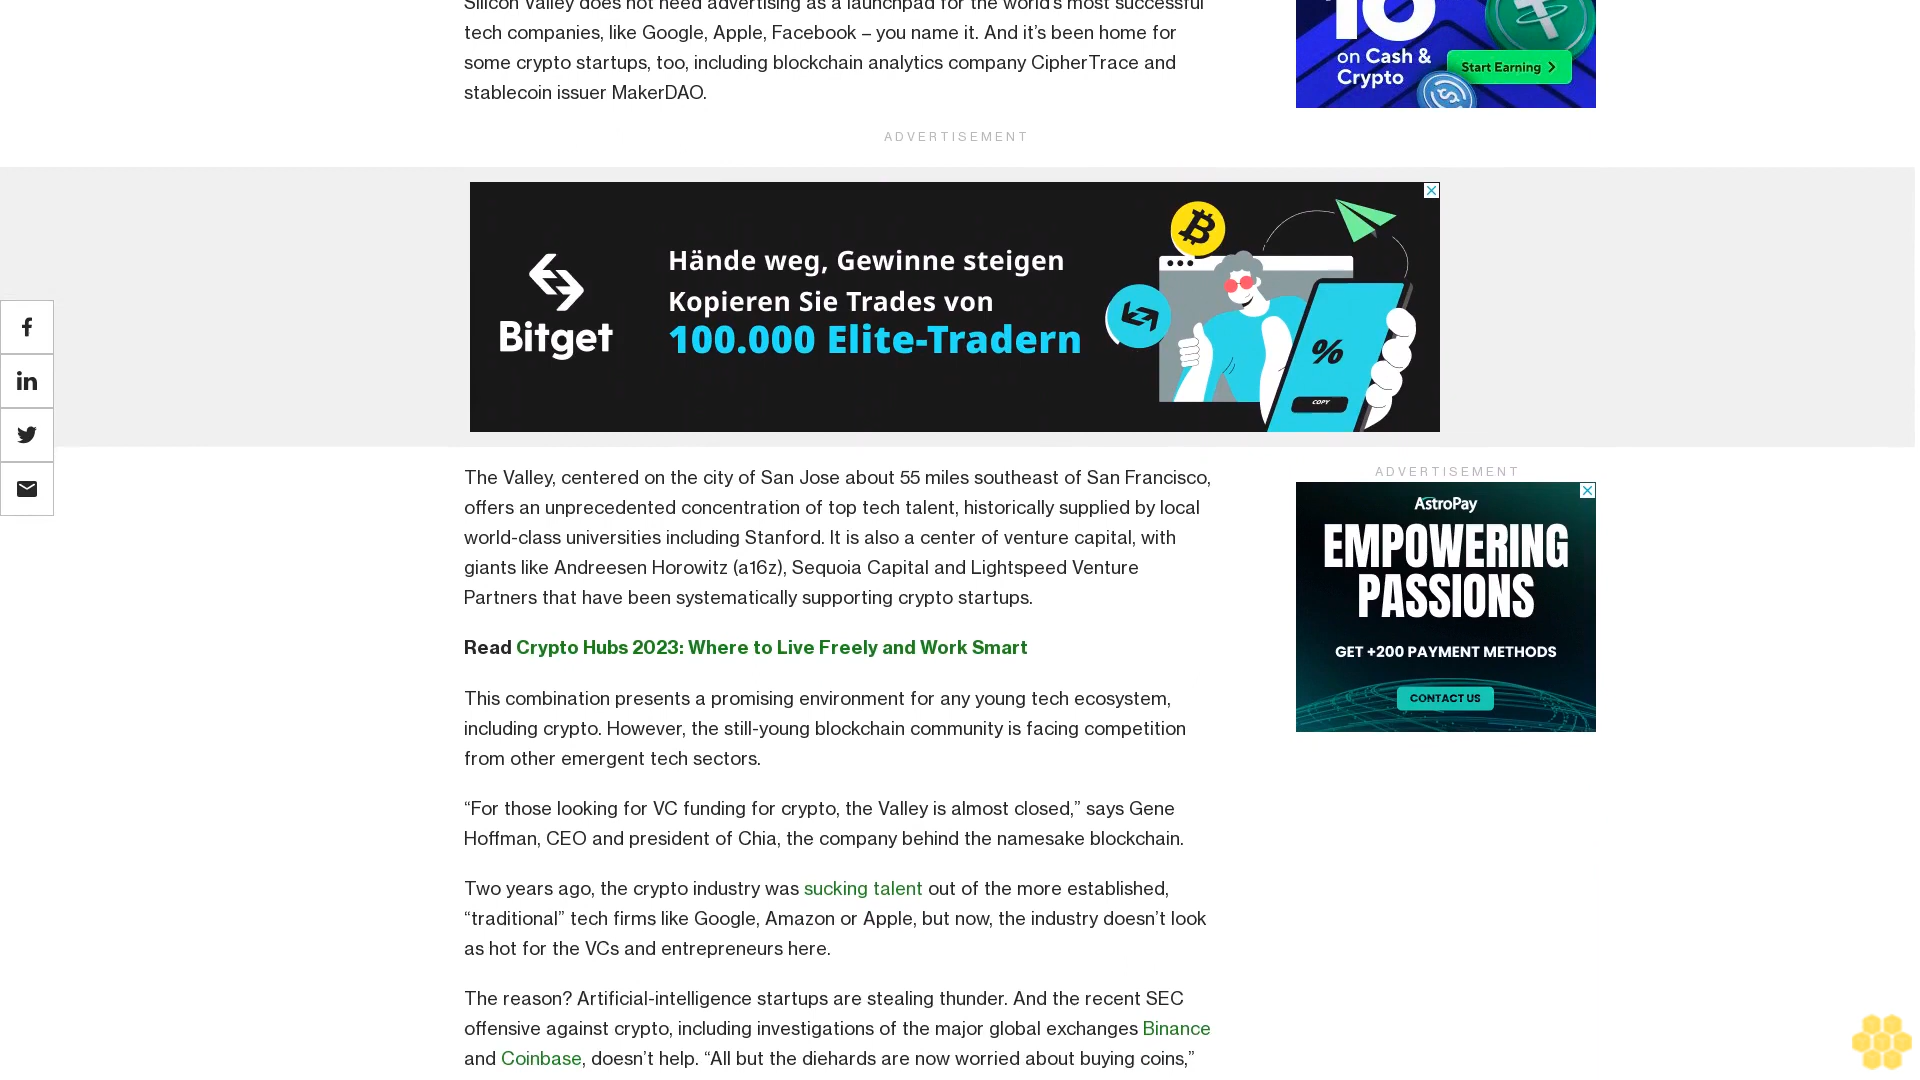 Silicon Valley does not need advertising as a launchpad for the world's most successful
tech companies, like Google, Apple, Facebook – you name it. And it’s been home for
some crypto startups, too, including blockchain analytics company CipherTrace and
stablecoin issuer MakerDAO.
10
on Cash &
Crypto
Start Earning
ADVERTISEMENT
Bitget
Hände weg, Gewinne steigen
Kopieren Sie Trades von
100.000 Elite-Tradern
%
COPY
The Valley, centered on the city of San Jose about 55 miles southeast of San Francisco,
offers an unprecedented concentration of top tech talent, historically supplied by local
world-class universities including Stanford. It is also a center of venture capital, with
giants like Andreesen Horowitz (a16z), Sequoia Capital and Lightspeed Venture
Partners that have been systematically supporting crypto startups.
Read Crypto Hubs 2023: Where to Live Freely and Work Smart
This combination presents a promising environment for any young tech ecosystem,
including crypto. However, the still-young blockchain community is facing competition
from other emergent tech sectors.
“For those looking for VC funding for crypto, the Valley is almost closed,” says Gene
Hoffman, CEO and president of Chia, the company behind the namesake blockchain.
Two years ago, the crypto industry was sucking talent out of the more established,
“traditional” tech firms like Google, Amazon or Apple, but now, the industry doesn’t look
as hot for the VCs and entrepreneurs here.
The reason? Artificial-intelligence startups are stealing thunder. And the recent SEC
offensive against crypto, including investigations of the major global exchanges Binance
and Coinbase, doesn’t help. “All but the diehards are now worried about buying coins,”
ADVERTISEMENT
AstroPay
EMPOWERING
PASSIONS
GET +200 PAYMENT METHODS
CONTACT US